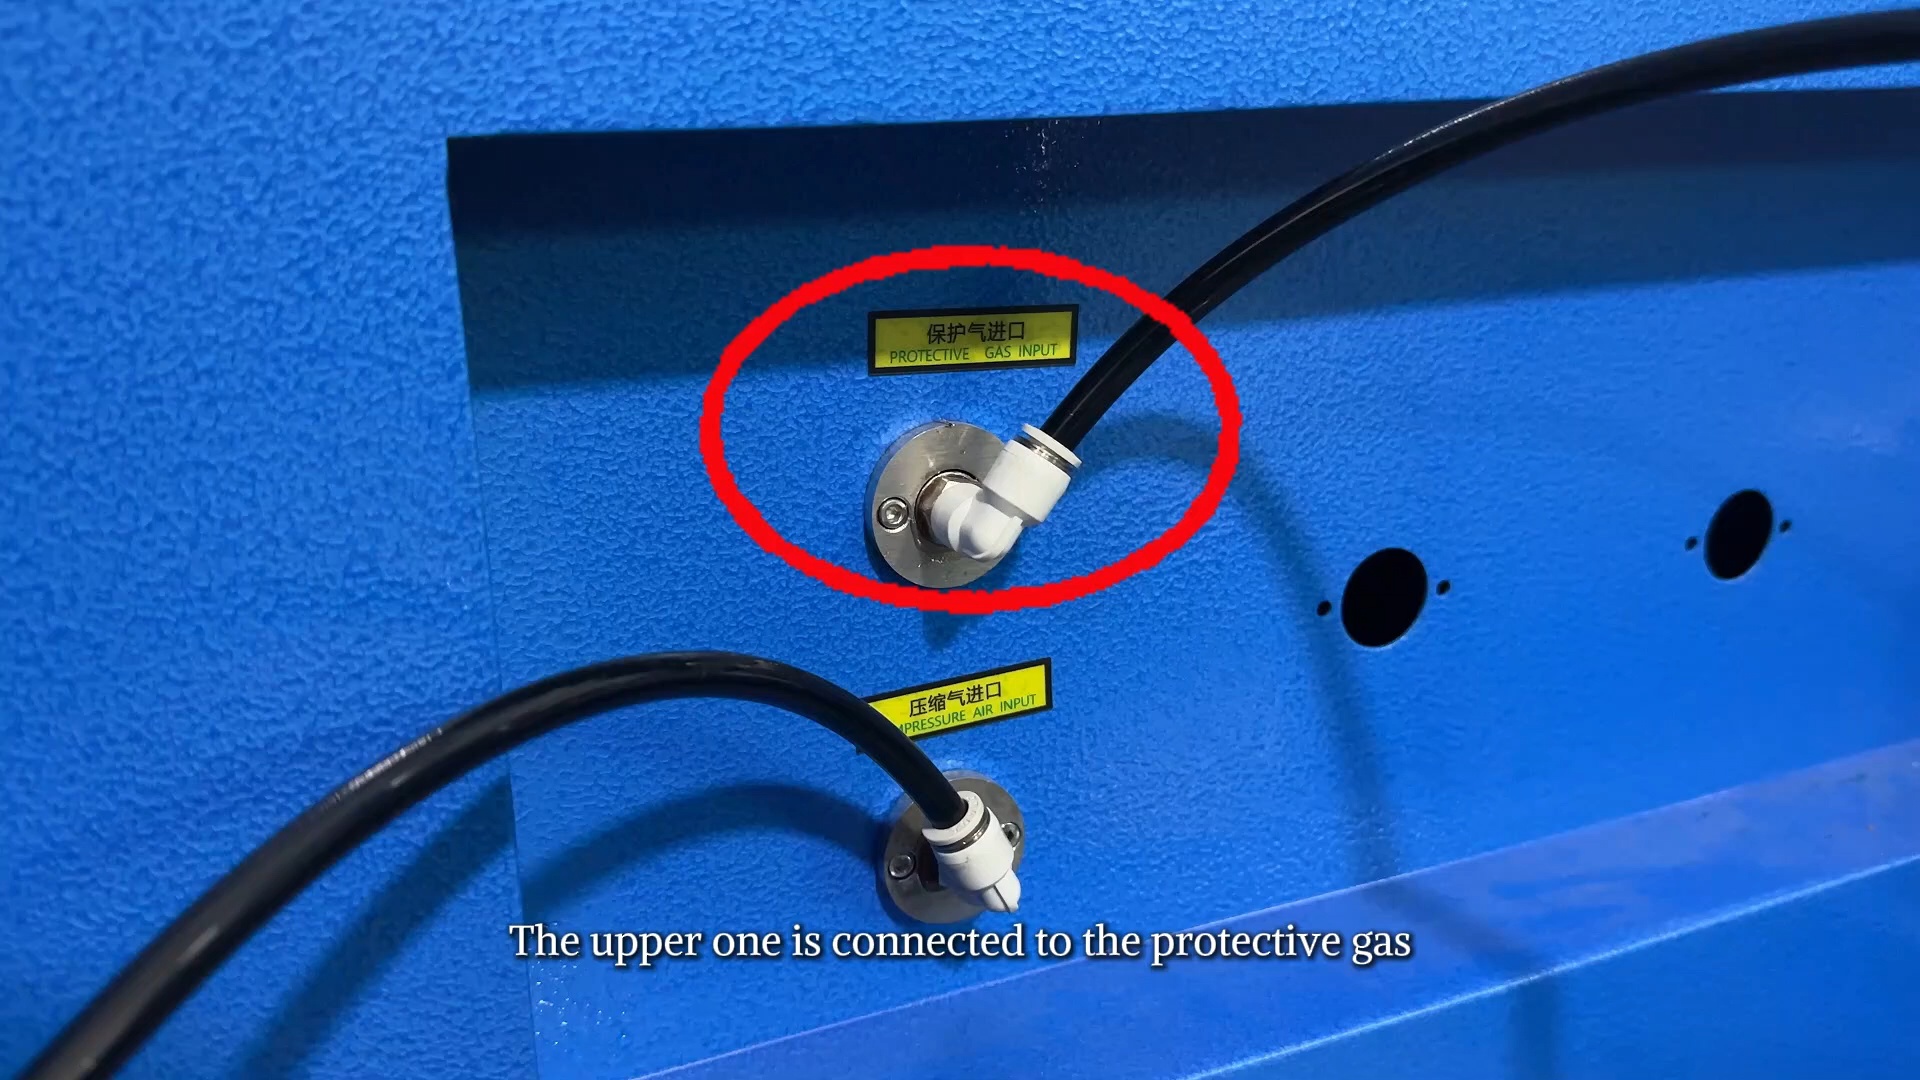 保护气进口
PROTECTIVE GAS INPUT
压缩气进口
AIR INPUT
The upper one is connected to the protective gas